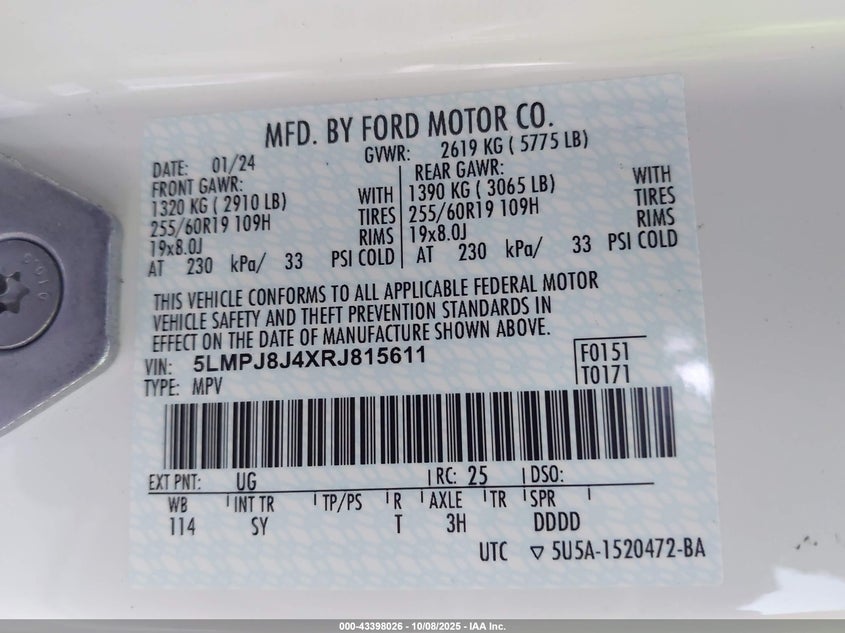 MFD. BY FORD MOTOR CO.
DATE: 01/24 GVWR: 2619 KG ( 5775 LB)
FRONT GAWR: REAR GAWR:
1320 KG ( 2910 LB) WITH 1390 KG ( 3065 LB) WITH
255/60R19 109H TIRES 255/60R19 109H TIRES
19x8.0J RIMS 19x8.0J RIMS
AT 230 kPa/ 33 PSI COLD AT 230 kPa/ 33 PSI COLD
THIS VEHICLE CONFORMS TO ALL APPLICABLE FEDERAL MOTOR
VEHICLE SAFETY AND THEFT PREVENTION STANDARDS IN
EFFECT ON THE DATE OF MANUFACTURE SHOWN ABOVE.
VIN: 5LMPJ8J4XRJ815611 F0151
TYPE: MPV T0171
EXT PNT: UG RC: 25 DSO:
WB INT TR TP/PS R AXLE TR SPR
114 SY T 3H DDDD
UTC ▽ 5U5A-1520472-BA
000-43398026 - 10/08/2025 - IAA Inc.